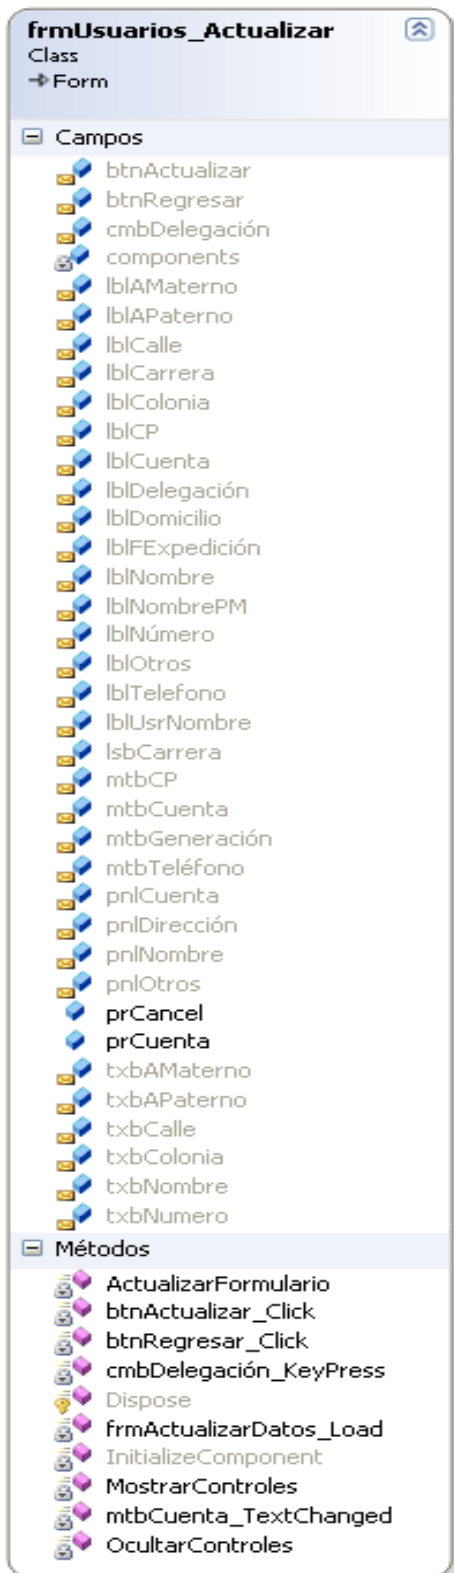 frmUsuarios_Actualizar
Class
Form
Campos
btnActualizar
btnRegresar
cmbDelegación
components
lblAMaterno
lblAPaterno
lblCalle
lblCarrera
lblColonia
lblCP
lblCuenta
lblDelegación
lblDomicilio
lblFExpedición
lblNombre
lblNombrePM
lblNúmero
lblOtros
lblTelefono
lblUsrNombre
lsbCarrera
mtbCP
mtbCuenta
mtbGeneración
mtbTeléfono
pnlCuenta
pnlDirección
pnlNombre
pnlOtros
prCancel
prCuenta
txbAMaterno
txbAPaterno
txbCalle
txbColonia
txbNombre
txbNumero
Métodos
ActualizarFormulario
btnActualizar_Click
btnRegresar_Click
cmbDelegación_KeyPress
Dispose
frmActualizarDatos_Load
InitializeComponent
MostrarControles
mtbCuenta_TextChanged
OcultarControles